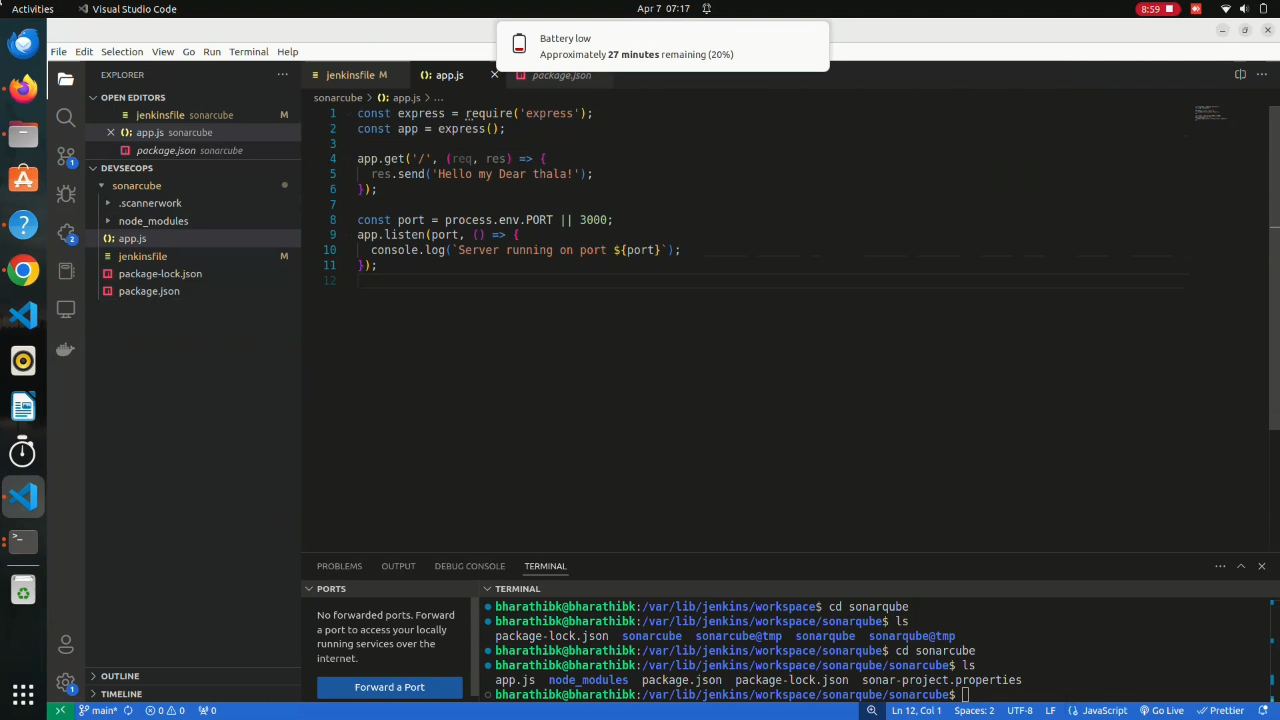 Activities Visual Studio Code Apr 7 07:17 8:59
Battery low
Approximately 27 minutes remaining (20%)
File Edit Selection View Go Run Terminal Help
EXPLORER
OPEN EDITORS
jenkinsfile sonarcube M
app.js sonarcube
package.json sonarcube
DEVSECOPS
sonarcube
.scannerwork
node_modules
app.js
jenkinsfile M
package-lock.json
package.json
OUTLINE
TIMELINE
jenkinsfile M app.js package.json
sonarcube > app.js > ...
1 const express = require('express');
2 const app = express();
3
4 app.get('/', (req, res) => {
5 res.send('Hello my Dear thala!');
6 });
7
8 const port = process.env.PORT || 3000;
9 app.listen(port, () => {
10 console.log(`Server running on port ${port}`);
11 });
12
PROBLEMS OUTPUT DEBUG CONSOLE TERMINAL
PORTS
No forwarded ports. Forward
a port to access your locally
running services over the
internet.
Forward a Port
TERMINAL
bharathibk@bharathibk:/var/lib/jenkins/workspace$ cd sonarqube
bharathibk@bharathibk:/var/lib/jenkins/workspace/sonarqube$ ls
package-lock.json sonarcube sonarcube@tmp sonarqube sonarqube@tmp
bharathibk@bharathibk:/var/lib/jenkins/workspace/sonarqube$ cd sonarcube
bharathibk@bharathibk:/var/lib/jenkins/workspace/sonarqube/sonarcube$ ls
app.js node_modules package.json package-lock.json sonar-project.properties
bharathibk@bharathibk:/var/lib/jenkins/workspace/sonarqube/sonarcube$
main* 0 0 0 Ln 12, Col 1 Spaces: 2 UTF-8 LF JavaScript Go Live Prettier